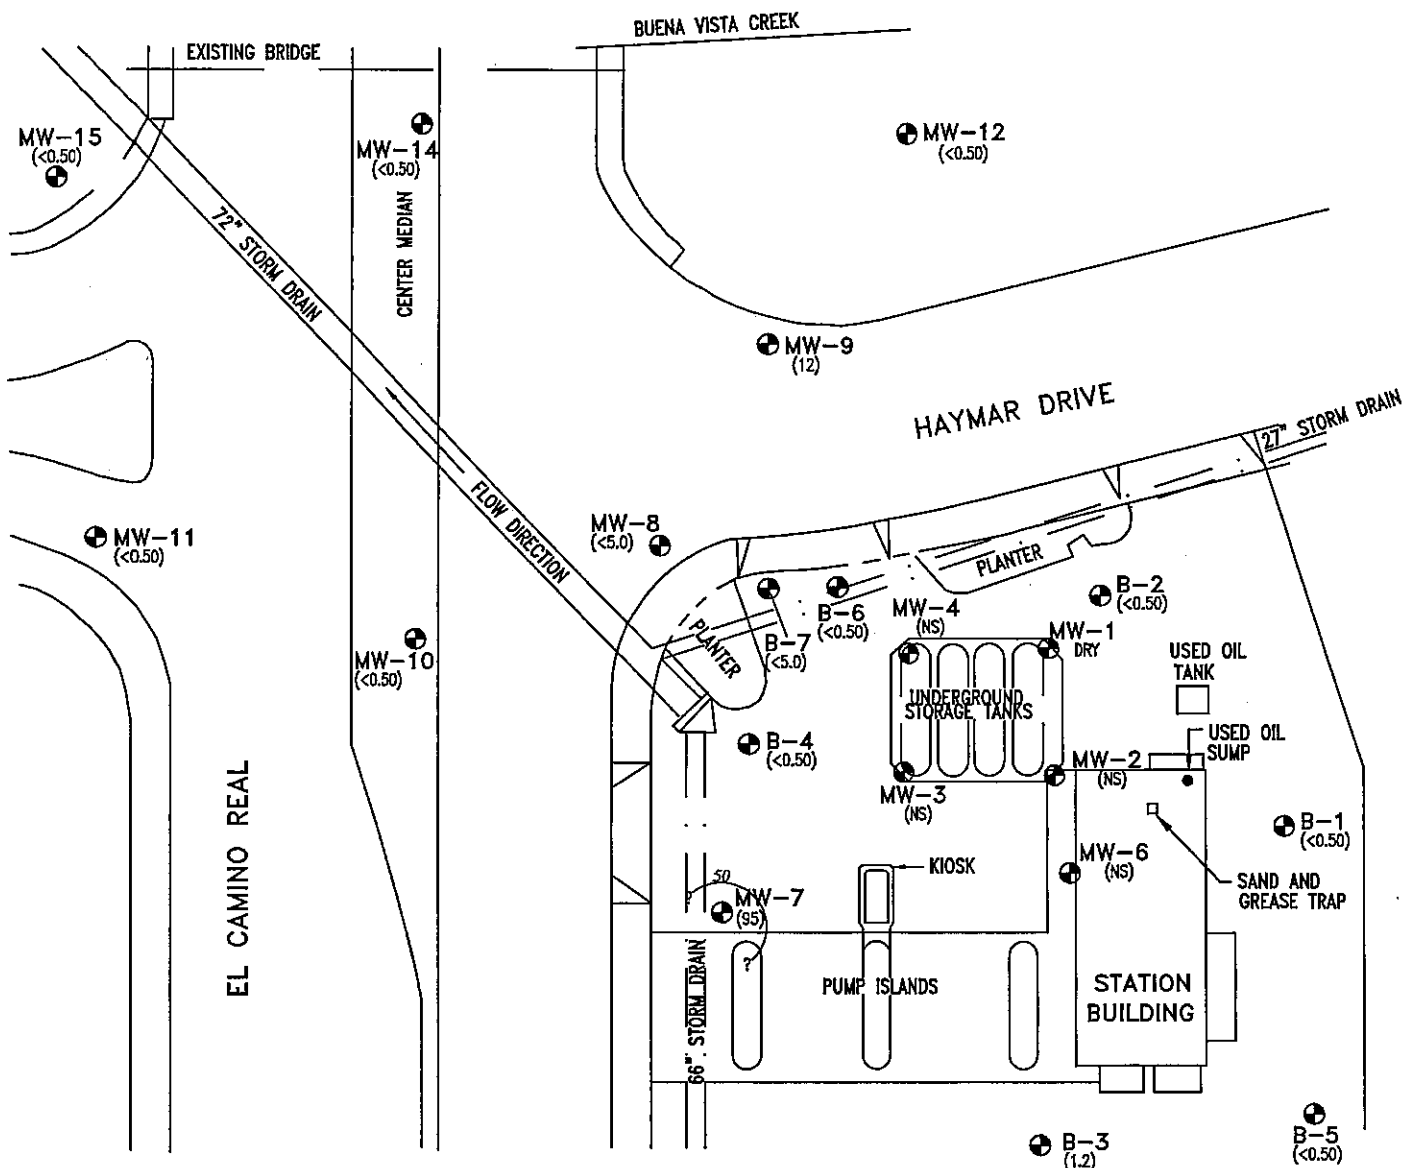 BUENA VISTA CREEK
EXISTING BRIDGE
MW-15
(<0.50)
MW-14
(<0.50)
MW-12
(<0.50)
72" STORM DRAIN
CENTER MEDIAN
MW-9
(12)
HAYMAR DRIVE
27" STORM DRAIN
FLOW DIRECTION
MW-11
(<0.50)
MW-8
(<5.0)
PLANTER
B-2
(<0.50)
MW-4
(NS)
B-6
(<0.50)
B-7
(<5.0)
PLANTER
MW-1
DRY
MW-10
(<0.50)
USED OIL
TANK
UNDERGROUND
STORAGE TANKS
USED OIL
SUMP
B-4
(<0.50)
MW-2
(NS)
MW-3
(NS)
B-1
(<0.50)
EL CAMINO REAL
KIOSK
MW-6
(NS)
SAND AND
GREASE TRAP
50
?
MW-7
(95)
?
66" STORM DRAIN
PUMP ISLANDS
STATION
BUILDING
B-3
(1.2)
B-5
(<0.50)